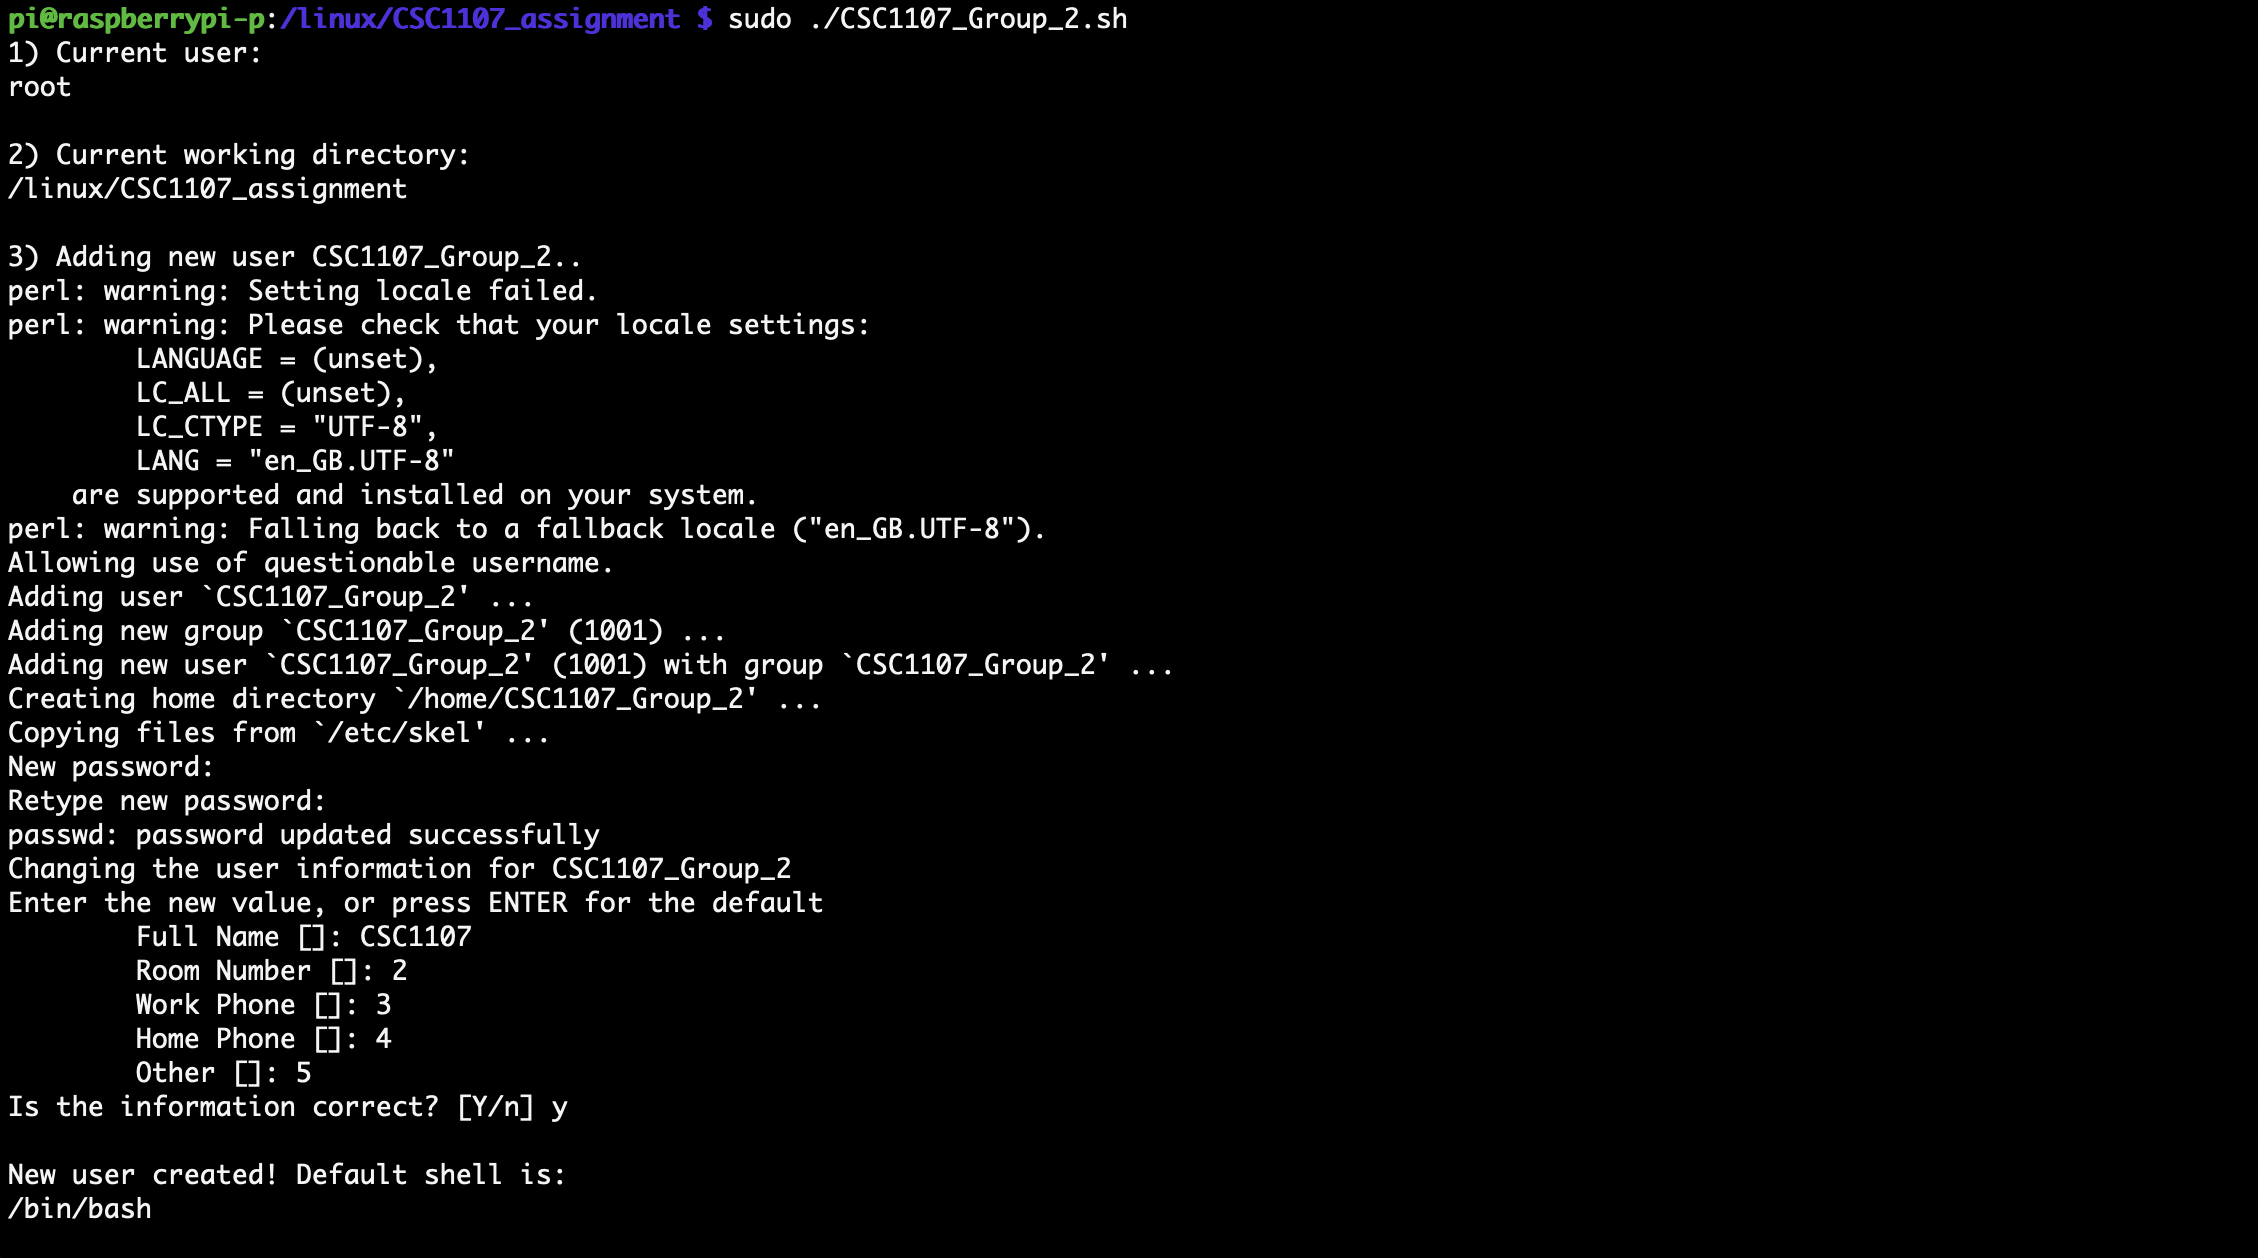 pi@raspberrypi-p:/linux/CSC1107_assignment $ sudo ./CSC1107_Group_2.sh
1) Current user:
root

2) Current working directory:
/linux/CSC1107_assignment

3) Adding new user CSC1107_Group_2..
perl: warning: Setting locale failed.
perl: warning: Please check that your locale settings:
        LANGUAGE = (unset),
        LC_ALL = (unset),
        LC_CTYPE = "UTF-8",
        LANG = "en_GB.UTF-8"
    are supported and installed on your system.
perl: warning: Falling back to a fallback locale ("en_GB.UTF-8").
Allowing use of questionable username.
Adding user `CSC1107_Group_2' ...
Adding new group `CSC1107_Group_2' (1001) ...
Adding new user `CSC1107_Group_2' (1001) with group `CSC1107_Group_2' ...
Creating home directory `/home/CSC1107_Group_2' ...
Copying files from `/etc/skel' ...
New password:
Retype new password:
passwd: password updated successfully
Changing the user information for CSC1107_Group_2
Enter the new value, or press ENTER for the default
        Full Name []: CSC1107
        Room Number []: 2
        Work Phone []: 3
        Home Phone []: 4
        Other []: 5
Is the information correct? [Y/n] y

New user created! Default shell is:
/bin/bash